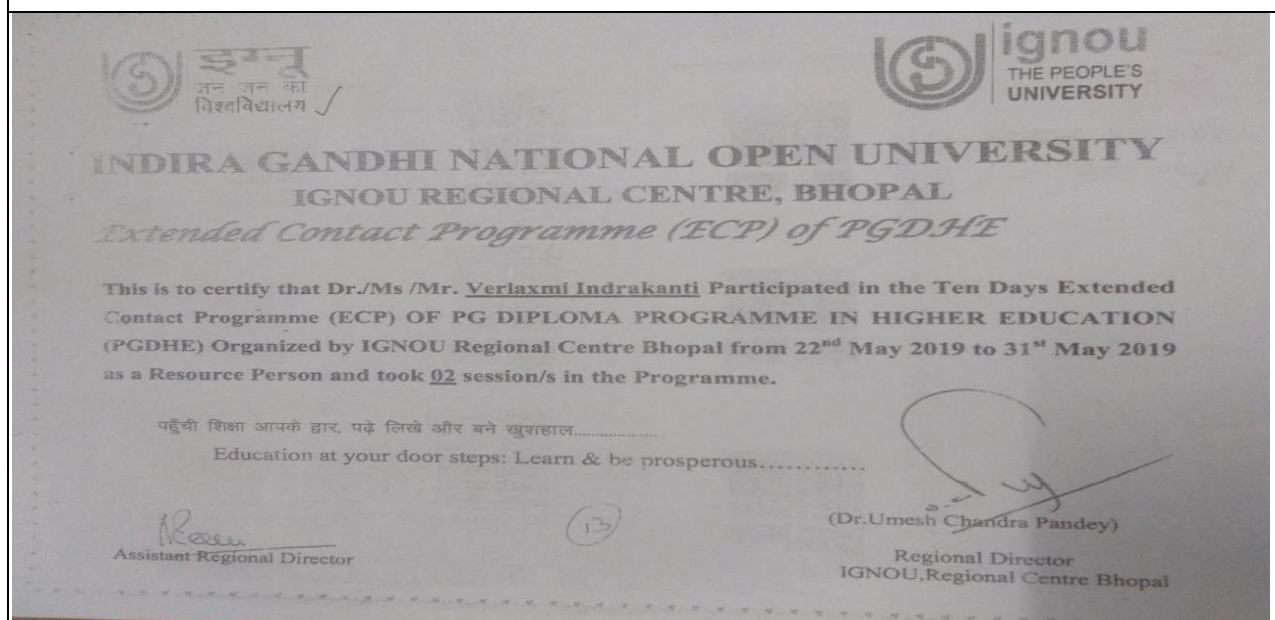 इग्नू
जन-जन का
विश्वविद्यालय
ignou
THE PEOPLE'S
UNIVERSITY
INDIRA GANDHI NATIONAL OPEN UNIVERSITY
IGNOU REGIONAL CENTRE, BHOPAL
Extended Contact Programme (ECP) of PGDHE
This is to certify that Dr./Ms /Mr. Verlaxmi Indrakanti Participated in the Ten Days Extended
Contact Programme (ECP) OF PG DIPLOMA PROGRAMME IN HIGHER EDUCATION
(PGDHE) Organized by IGNOU Regional Centre Bhopal from 22nd May 2019 to 31st May 2019
as a Resource Person and took 02 session/s in the Programme.
पहुँची शिक्षा आपके द्वार, पढ़े लिखे और बने खुशहाल...................
Education at your door steps: Learn & be prosperous............
13
(Dr.Umesh Chandra Pandey)
Assistant Regional Director
Regional Director
IGNOU,Regional Centre Bhopal